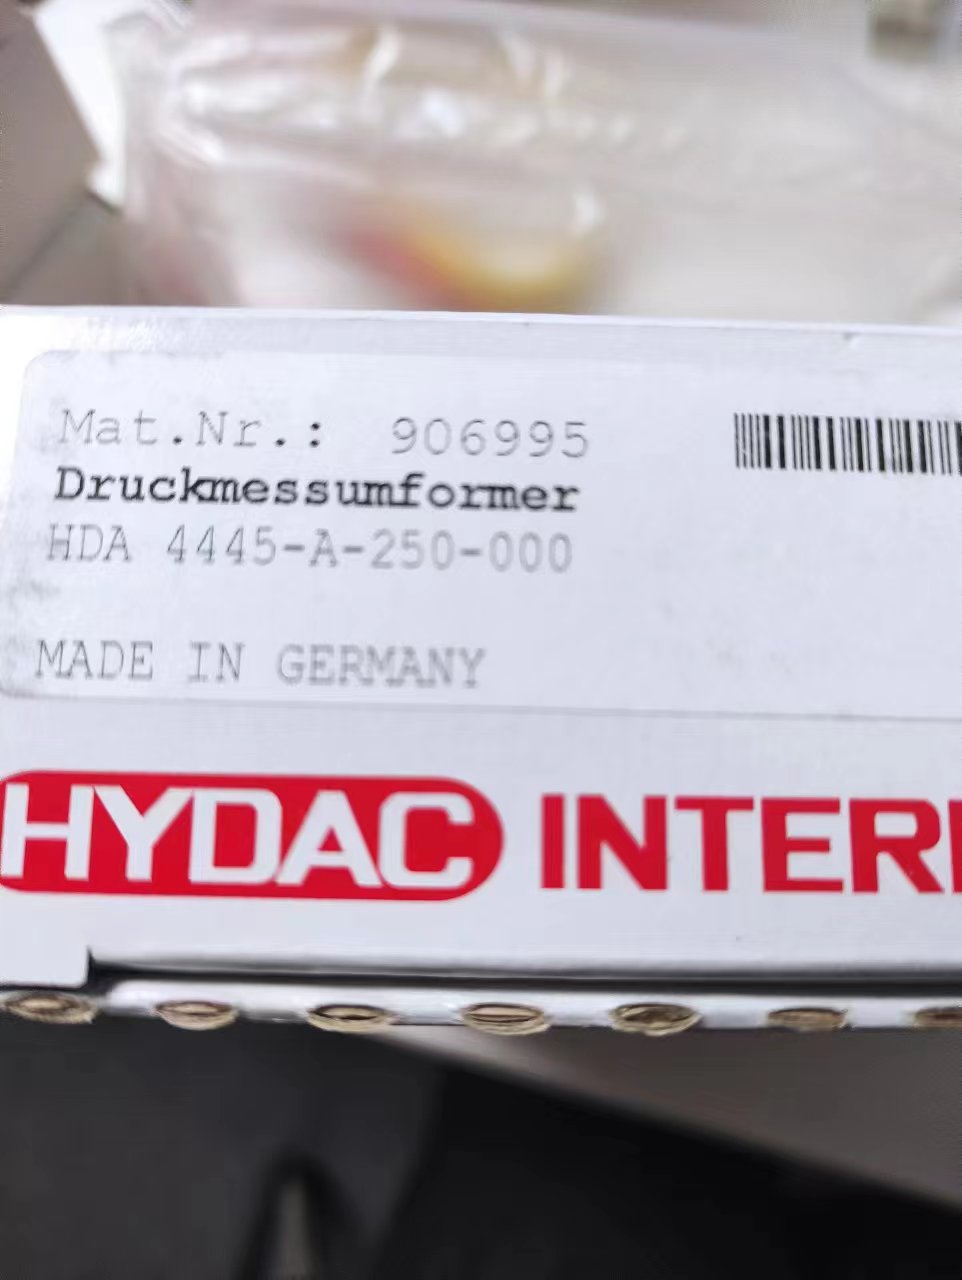 Mat.Nr.: 906995
Druckmessumformer
HDA 4445-A-250-000
MADE IN GERMANY
HYDAC INTER